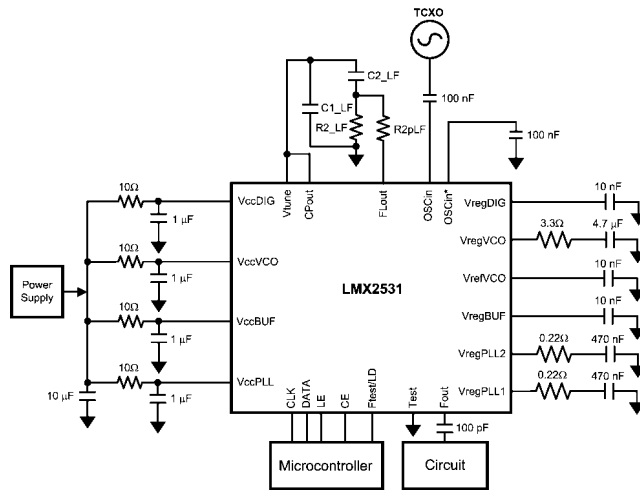 TCXO
C2_LF
C1_LF
100 nF
R2_LF
R2pLF
100 nF
Vtune
CPout
FLout
OSCin
OSCin*
10Ω
VccDIG
1 µF
10Ω
VccVCO
1 µF
10Ω
VccBUF
1 µF
10Ω
VccPLL
10 µF
1 µF
Power
Supply
LMX2531
VregDIG
10 nF
VregVCO
3.3Ω
4.7 µF
VrefVCO
10 nF
VregBUF
10 nF
VregPLL2
0.22Ω
470 nF
VregPLL1
0.22Ω
470 nF
CLK
DATA
LE
CE
Ftest/LD
Test
Fout
100 pF
Microcontroller
Circuit